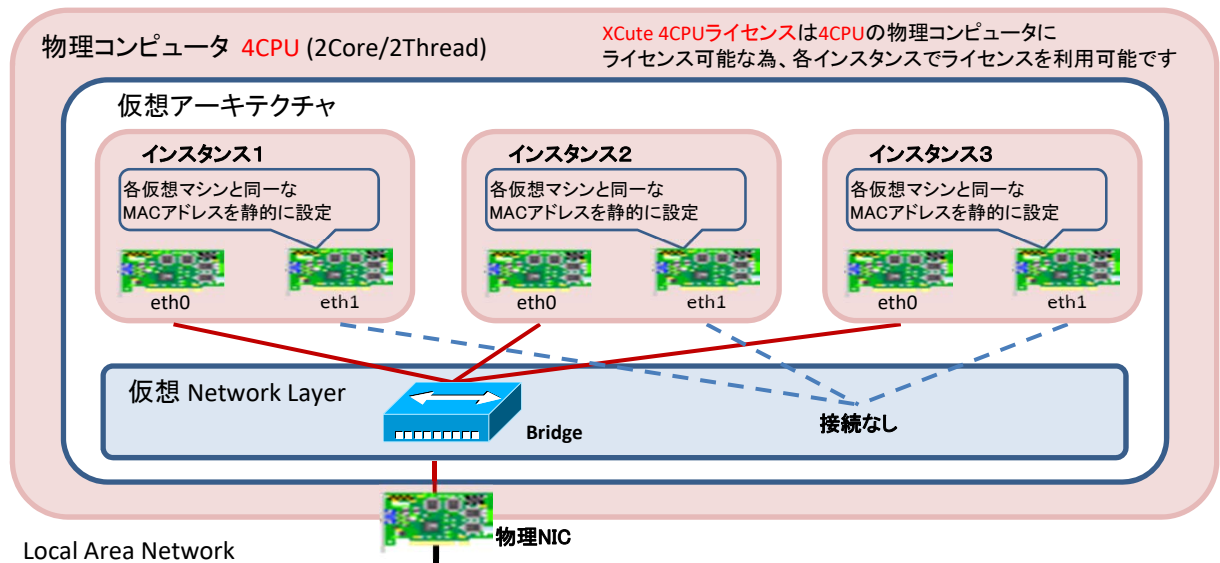 物理コンピュータ 4CPU (2Core/2Thread)
XCute 4CPUライセンスは4CPUの物理コンピュータに
ライセンス可能な為、各インスタンスでライセンスを利用可能です
仮想アーキテクチャ
インスタンス1
各仮想マシンと同一な
MACアドレスを静的に設定
eth0
eth1
インスタンス2
各仮想マシンと同一な
MACアドレスを静的に設定
eth0
eth1
インスタンス3
各仮想マシンと同一な
MACアドレスを静的に設定
eth0
eth1
仮想 Network Layer
Bridge
接続なし
物理NIC
Local Area Network